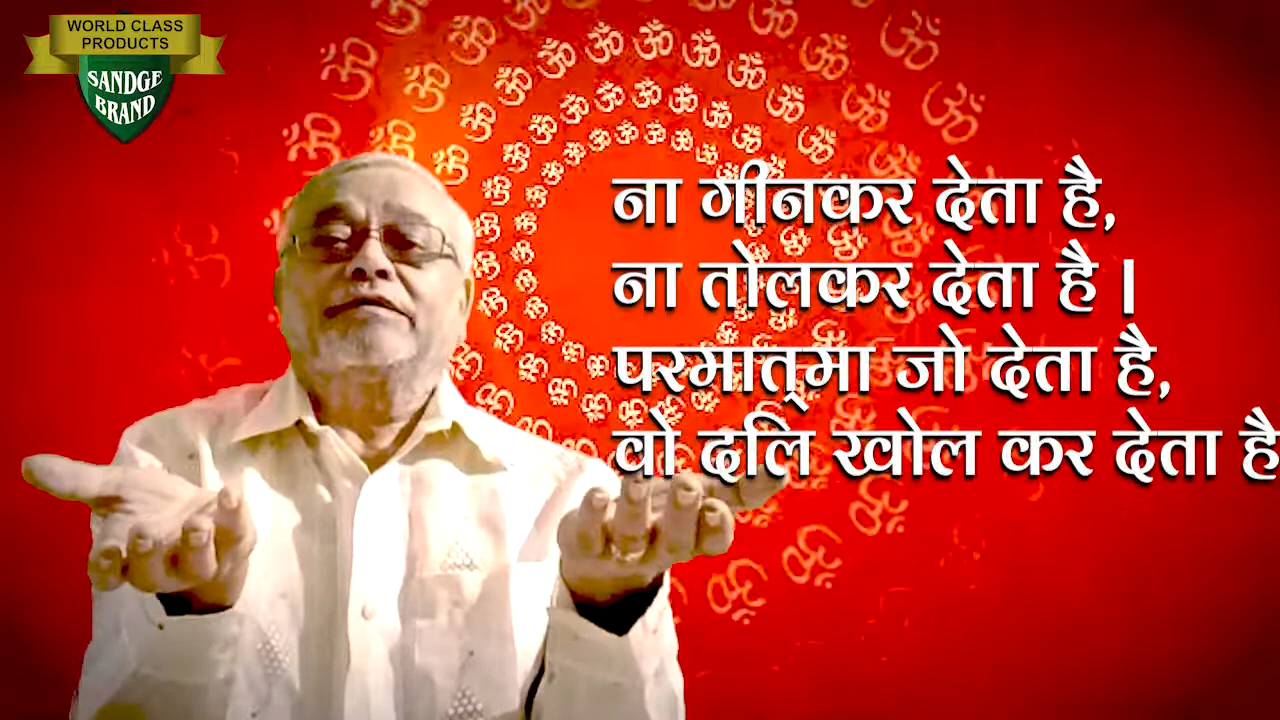 WORLD CLASS
PRODUCTS
SANDGE
BRAND
ना गीनकर देता है,
ना तोलकर देता है |
परमात्‌मा जो देता है,
वो दलि खोल कर देता है